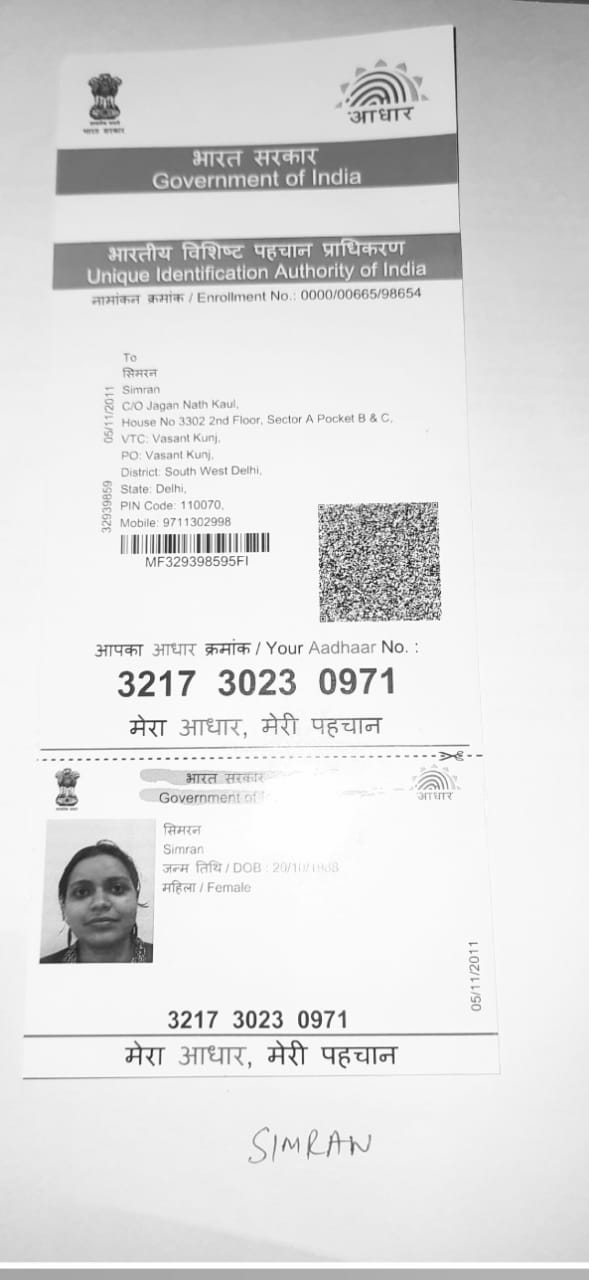 भारत सरकार
आधार
भारत सरकार
Government of India
भारतीय विशिष्ट पहचान प्राधिकरण
Unique Identification Authority of India
नामांकन क्रमांक / Enrollment No.: 0000/00665/98654
To
सिमरन
Simran
C/O Jagan Nath Kaul,
House No 3302 2nd Floor, Sector A Pocket B & C,
VTC: Vasant Kunj,
PO: Vasant Kunj,
District: South West Delhi,
State: Delhi,
PIN Code: 110070,
Mobile: 9711302998
05/11/2011
32939859
MF329398595FI
आपका आधार क्रमांक / Your Aadhaar No. :
3217 3023 0971
मेरा आधार, मेरी पहचान
भारत सरकार
Government of
आधार
सिमरन
Simran
जन्म तिथि / DOB : 20/10/1988
महिला / Female
05/11/2011
3217 3023 0971
मेरा आधार, मेरी पहचान
SIMRAN